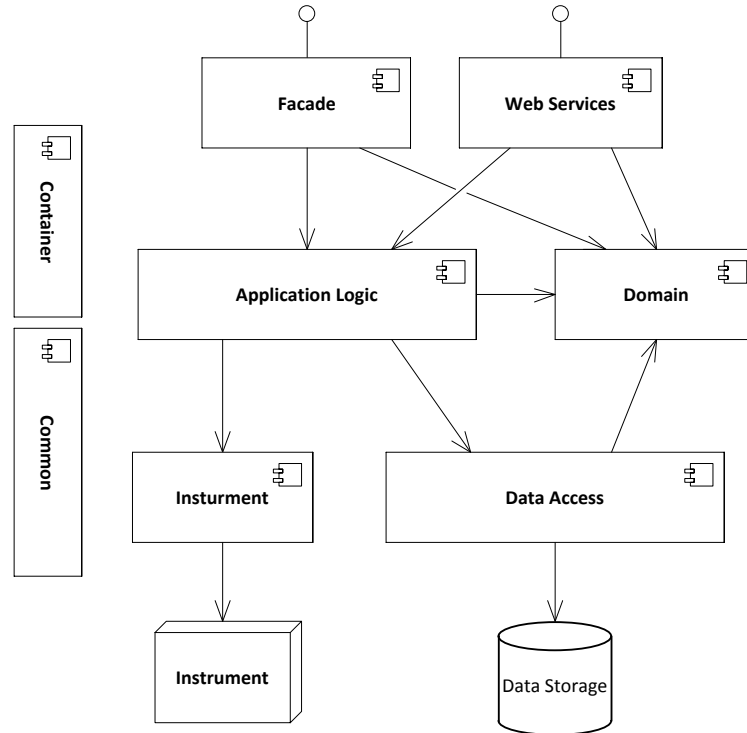 Facade
Web Services
Container
Application Logic
Domain
Common
Insturment
Data Access
Instrument
Data Storage